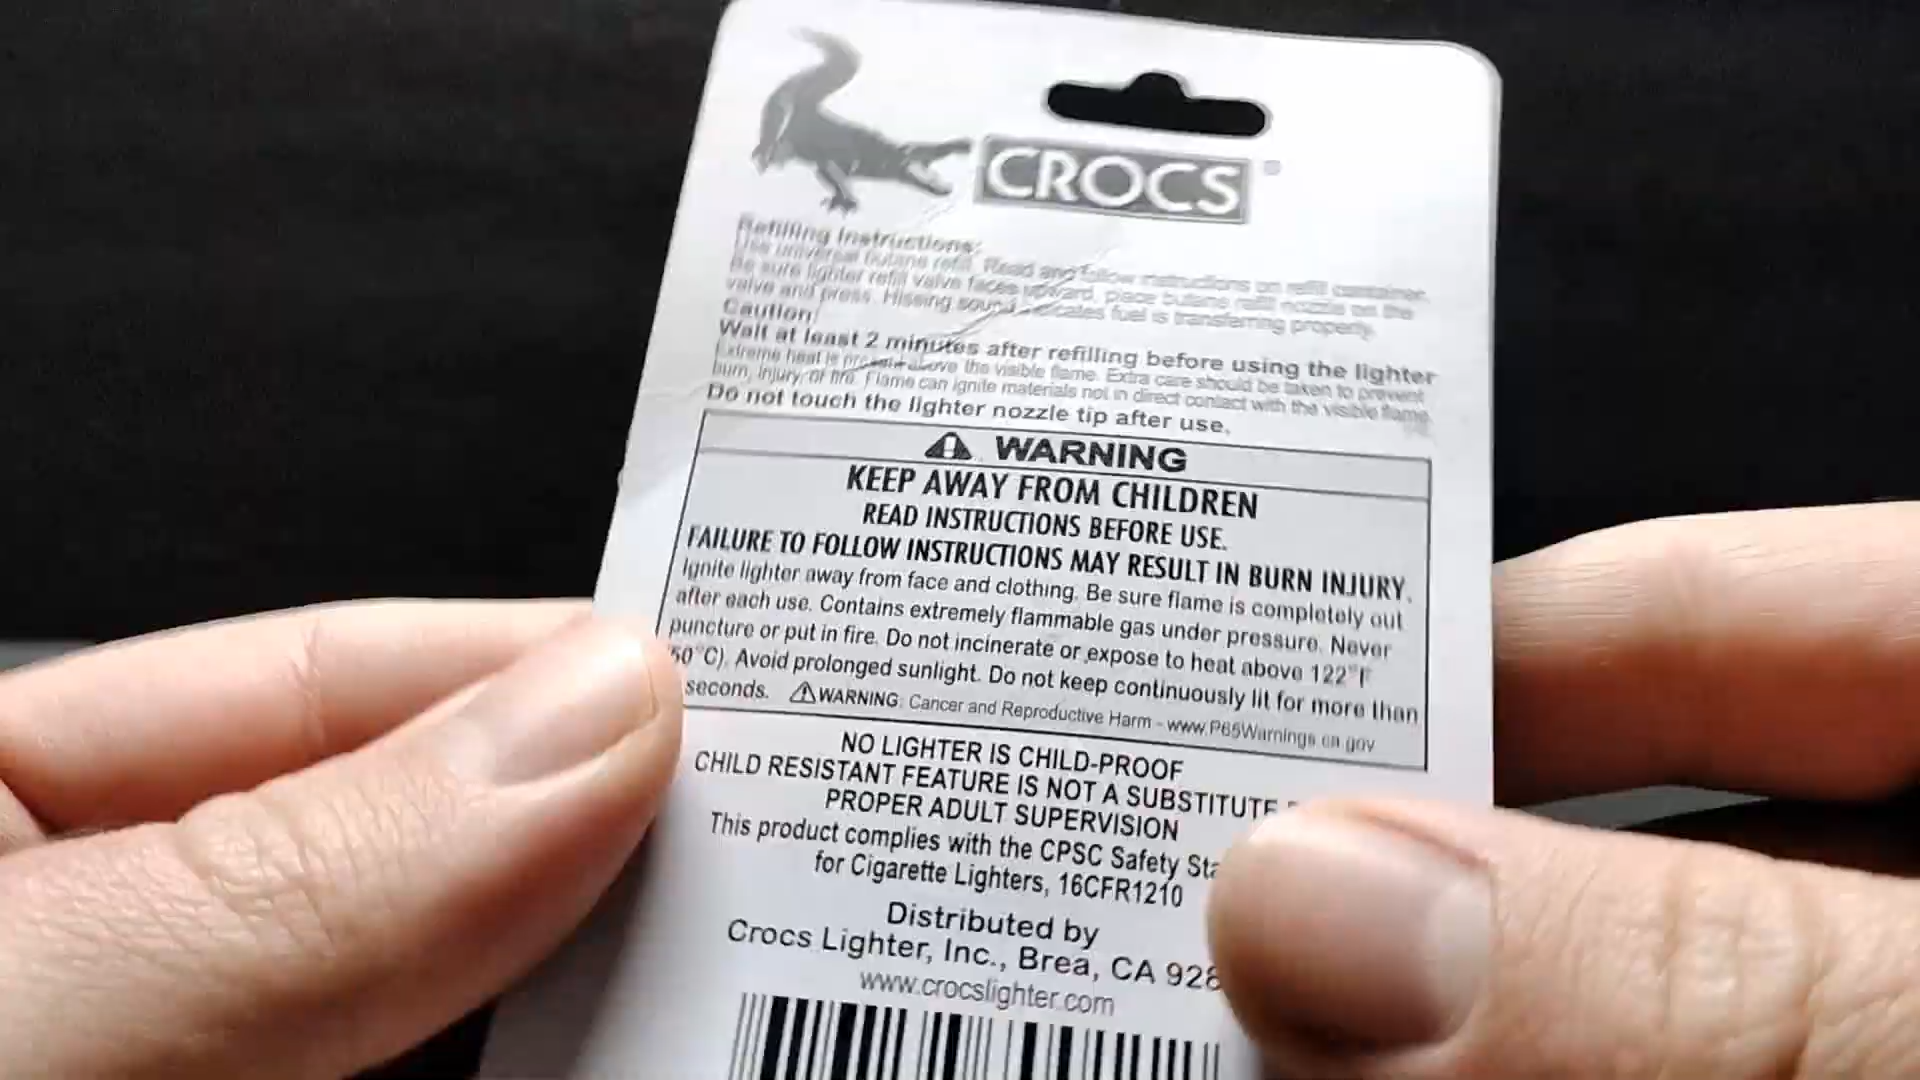 CROCS
®
Refilling Instructions:
Use universal butane refill. Read and follow instructions on refill container.
Be sure lighter refill valve faces upward, place butane refill nozzle on the
valve and press. Hissing sound indicates fuel is transferring properly.
Caution:
Wait at least 2 minutes after refilling before using the lighter
Extreme heat is present above the visible flame. Extra care should be taken to prevent
burn, injury, or fire. Flame can ignite materials not in direct contact with the visible flame
Do not touch the lighter nozzle tip after use.
WARNING
KEEP AWAY FROM CHILDREN
READ INSTRUCTIONS BEFORE USE.
FAILURE TO FOLLOW INSTRUCTIONS MAY RESULT IN BURN INJURY.
Ignite lighter away from face and clothing. Be sure flame is completely out
after each use. Contains extremely flammable gas under pressure. Never
puncture or put in fire. Do not incinerate or expose to heat above 122°F
50°C). Avoid prolonged sunlight. Do not keep continuously lit for more than
seconds. WARNING: Cancer and Reproductive Harm - www.P65Warnings.ca.gov
NO LIGHTER IS CHILD-PROOF
CHILD RESISTANT FEATURE IS NOT A SUBSTITUTE
PROPER ADULT SUPERVISION
This product complies with the CPSC Safety Sta
for Cigarette Lighters, 16CFR1210
Distributed by
Crocs Lighter, Inc., Brea, CA 928
www.crocslighter.com